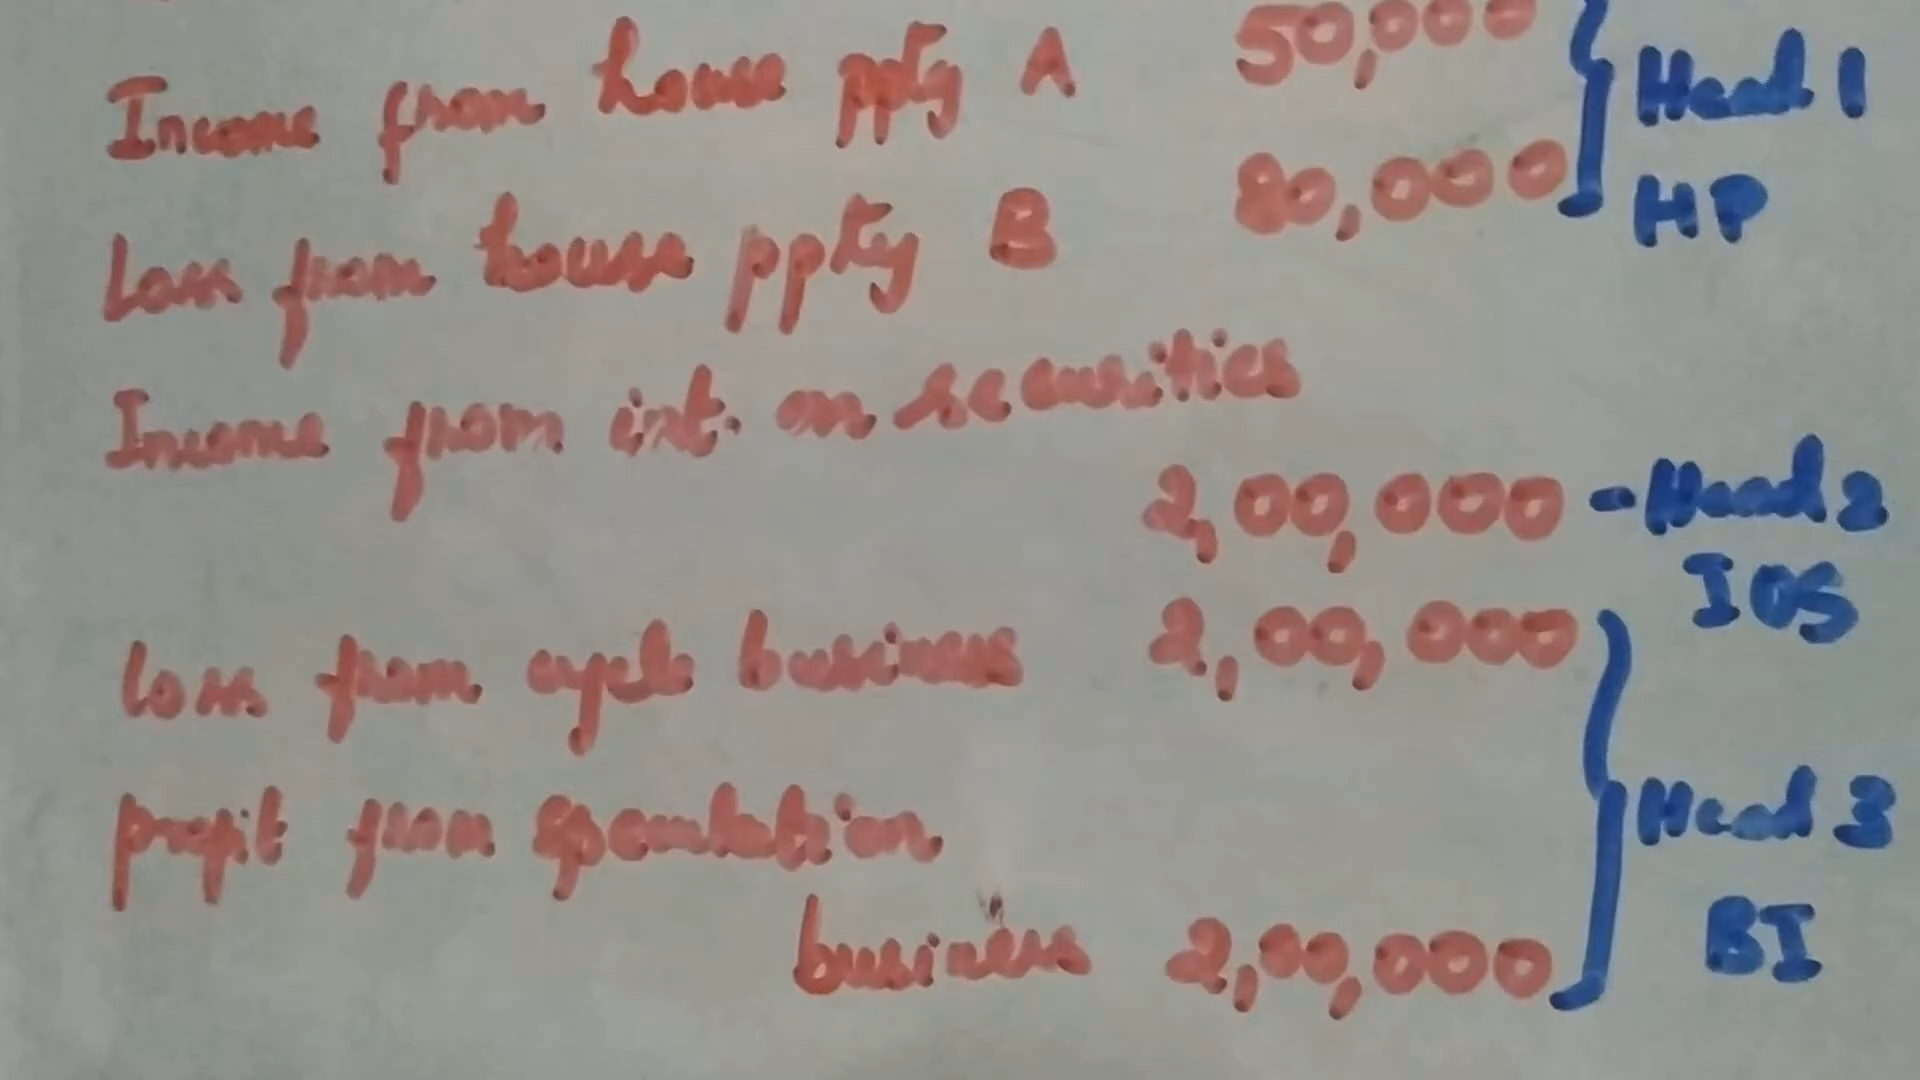 Income from house ppty A 50,000
Head 1
Loss from house ppty B 80,000
HP
Income from int. on securities
2,00,000 - Head 2
IOS
Loss from cycle business 2,00,000
profit from speculation
Head 3
business 2,00,000
BI